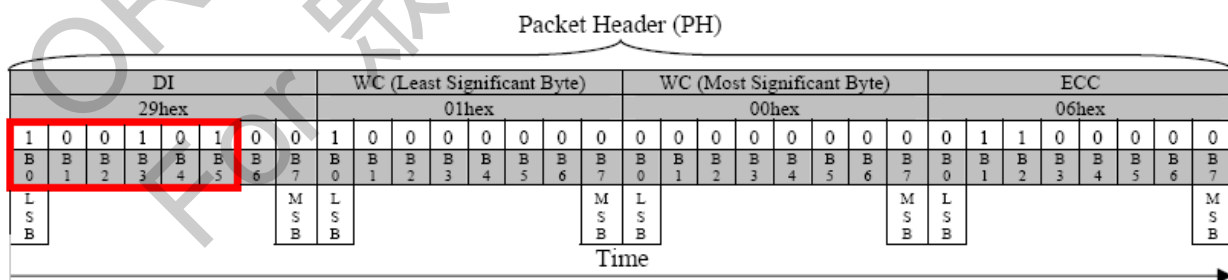 Packet Header (PH)
DI WC (Least Significant Byte) WC (Most Significant Byte) ECC
29hex 01hex 00hex 06hex
1 0 0 1 0 1 0 0 1 0 0 0 0 0 0 0 0 0 0 0 0 0 0 0 0 1 1 0 0 0 0 0
B0 B1 B2 B3 B4 B5 B6 B7 B0 B1 B2 B3 B4 B5 B6 B7 B0 B1 B2 B3 B4 B5 B6 B7 B0 B1 B2 B3 B4 B5 B6 B7
LSB MSB LSB MSB LSB MSB LSB MSB
Time
For